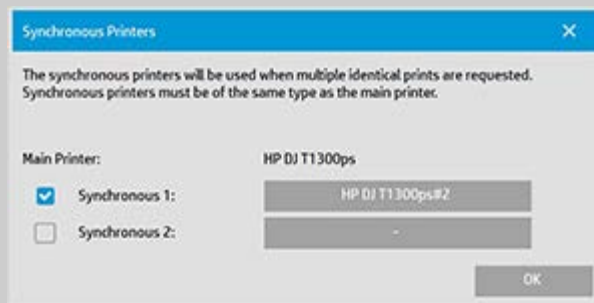 Synchronous Printers
The synchronous printers will be used when multiple identical prints are requested.
Synchronous printers must be of the same type as the main printer.
Main Printer: HP DJ T1300ps
Synchronous 1: HP DJ T1300ps#2
Synchronous 2: -
OK